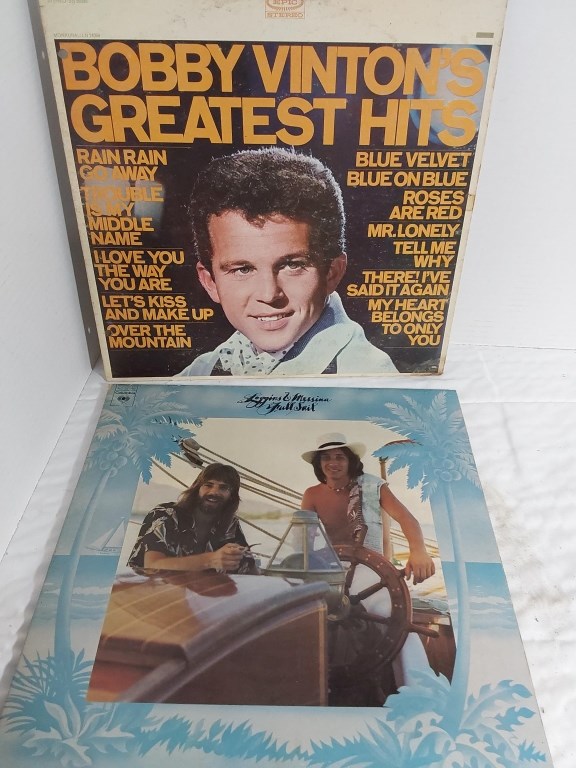 EPIC
STEREO
BOBBY VINTON'S
GREATEST HITS
RAIN RAIN
GO AWAY
TROUBLE
IS MY
MIDDLE
NAME
I LOVE YOU
THE WAY
YOU ARE
LET'S KISS
AND MAKE UP
OVER THE
MOUNTAIN
BLUE VELVET
BLUE ON BLUE
ROSES
ARE RED
MR. LONELY
TELL ME
WHY
THERE! I'VE
SAID IT AGAIN
MY HEART
BELONGS
TO ONLY
YOU
Loggins & Messina
Full Sail